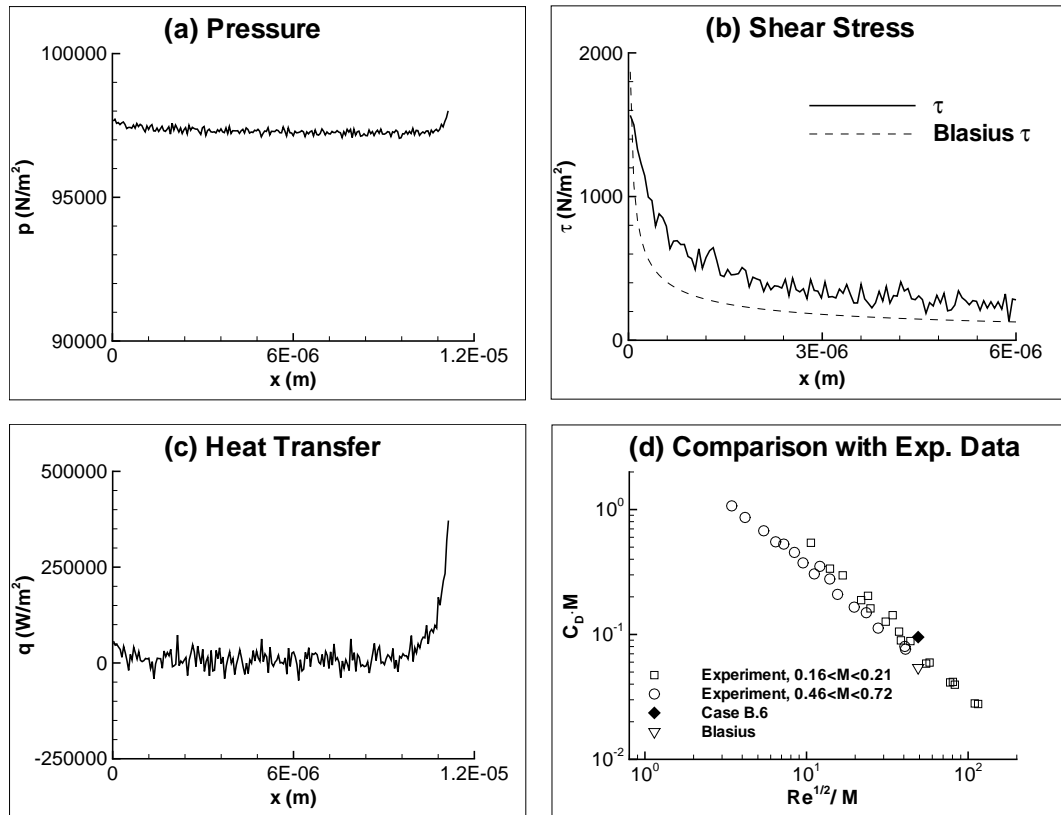 (a) Pressure
100000
95000
90000
p (N/m²)
0
6E-06
1.2E-05
x (m)
(b) Shear Stress
2000
1000
0
τ (N/m²)
τ
Blasius τ
0
3E-06
6E-06
x (m)
(c) Heat Transfer
500000
250000
0
-250000
q (W/m²)
0
6E-06
1.2E-05
x (m)
(d) Comparison with Exp. Data
10⁰
10⁻¹
10⁻²
C_D·M
Experiment, 0.16<M<0.21
Experiment, 0.46<M<0.72
Case B.6
Blasius
10⁰
10¹
10²
Re^{1/2}/ M